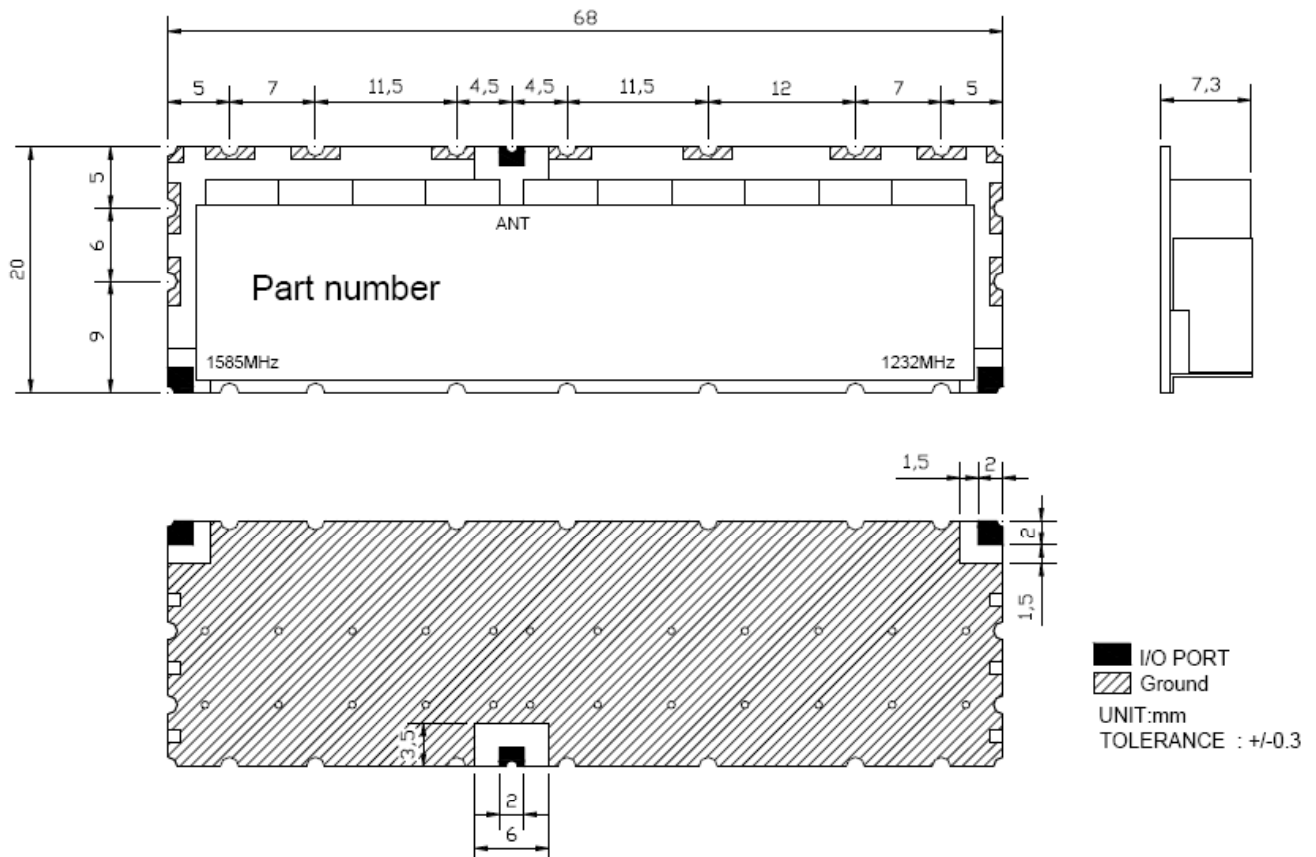 68
5 7 11,5 4,5 4,5 11,5 12 7 5
7,3
20
5
6
9
ANT
Part number
1585MHz 1232MHz
1,5 2
2
1,5
3,5
2
6
I/O PORT
Ground
UNIT:mm
TOLERANCE : +/-0.3